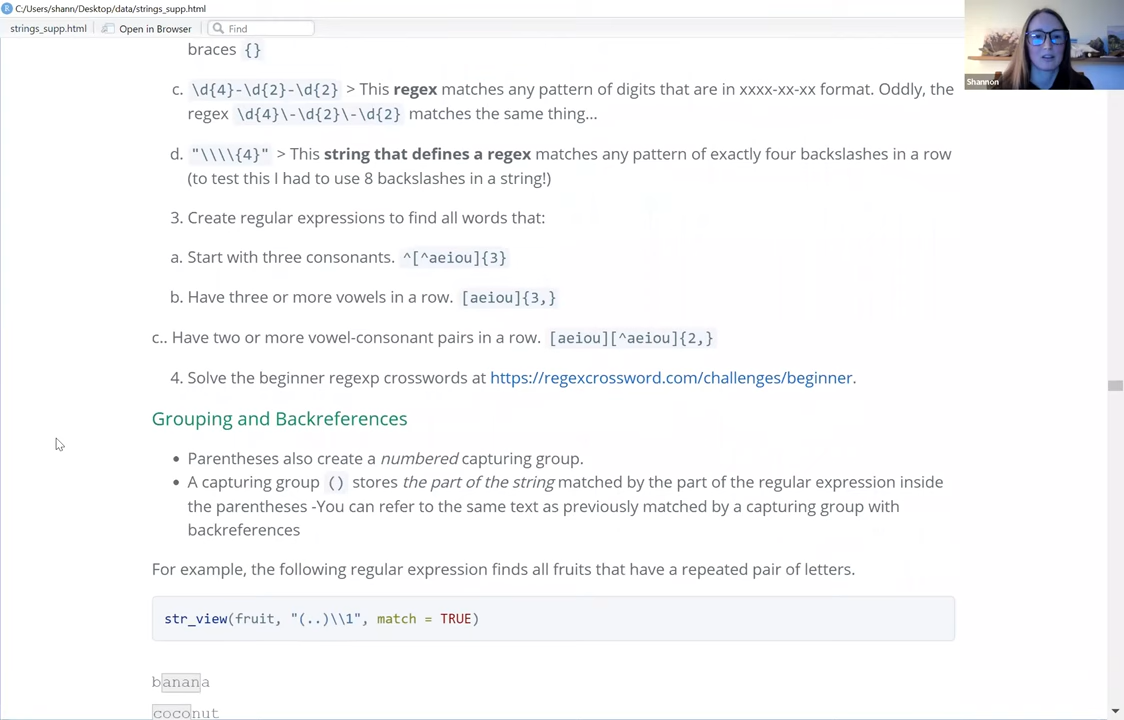 C:/Users/shann/Desktop/data/strings_supp.html
strings_supp.html Open in Browser Find
braces {}
c. \d{4}-\d{2}-\d{2} > This regex matches any pattern of digits that are in xxxx-xx-xx format. Oddly, the
regex \d{4}\-\d{2}\-\d{2} matches the same thing...
d. "\\\\{4}" > This string that defines a regex matches any pattern of exactly four backslashes in a row
(to test this I had to use 8 backslashes in a string!)
3. Create regular expressions to find all words that:
a. Start with three consonants. ^[^aeiou]{3}
b. Have three or more vowels in a row. [aeiou]{3,}
c.. Have two or more vowel-consonant pairs in a row. [aeiou][^aeiou]{2,}
4. Solve the beginner regexp crosswords at https://regexcrossword.com/challenges/beginner.
Grouping and Backreferences
• Parentheses also create a numbered capturing group.
• A capturing group () stores the part of the string matched by the part of the regular expression inside
the parentheses -You can refer to the same text as previously matched by a capturing group with
backreferences
For example, the following regular expression finds all fruits that have a repeated pair of letters.
str_view(fruit, "(..)\\1", match = TRUE)
banana
coconut
Shannon